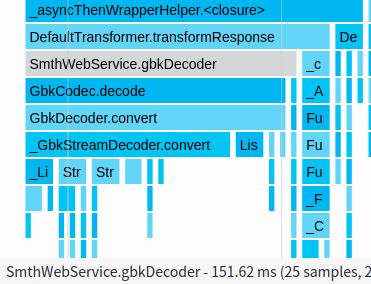 _asyncThenWrapperHelper.<closure>
DefaultTransformer.transformResponse De
SmthWebService.gbkDecoder _c
GbkCodec.decode _A
GbkDecoder.convert Fu
_GbkStreamDecoder.convert Lis Fu
_Li Str Str Fu
_F
_C
SmthWebService.gbkDecoder - 151.62 ms (25 samples, 2